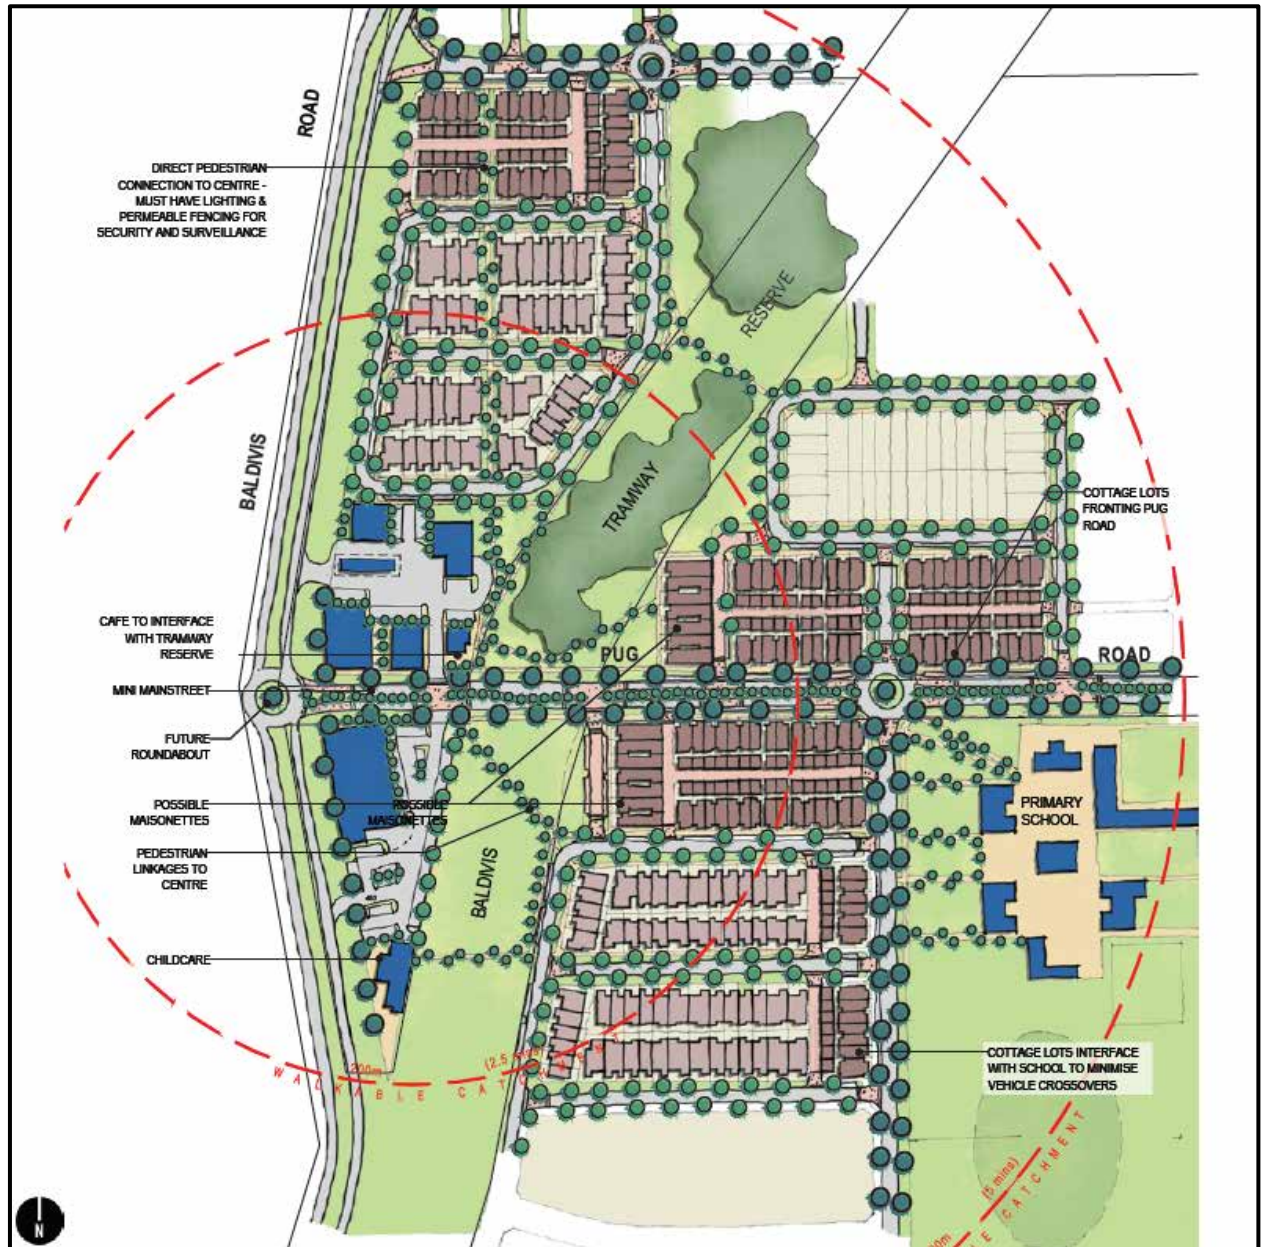 ROAD
DIRECT PEDESTRIAN
CONNECTION TO CENTRE -
MUST HAVE LIGHTING &
PERMEABLE FENCING FOR
SECURITY AND SURVEILLANCE
RESERVE
BALDIVIS
TRAMWAY
COTTAGE LOTS
FRONTING PUG
ROAD
CAFE TO INTERFACE
WITH TRAMWAY
RESERVE
PUG
ROAD
MINI MAINSTREET
FUTURE
ROUNDABOUT
POSSIBLE
MAISONETTES
POSSIBLE
MAISONETTES
PRIMARY
SCHOOL
PEDESTRIAN
LINKAGES TO
CENTRE
BALDIVIS
CHILDCARE
200m
(2.5 mins)
WALKABLE CATCHMENT
COTTAGE LOTS INTERFACE
WITH SCHOOL TO MINIMISE
VEHICLE CROSSOVERS
(5 mins)
CATCHMENT
N